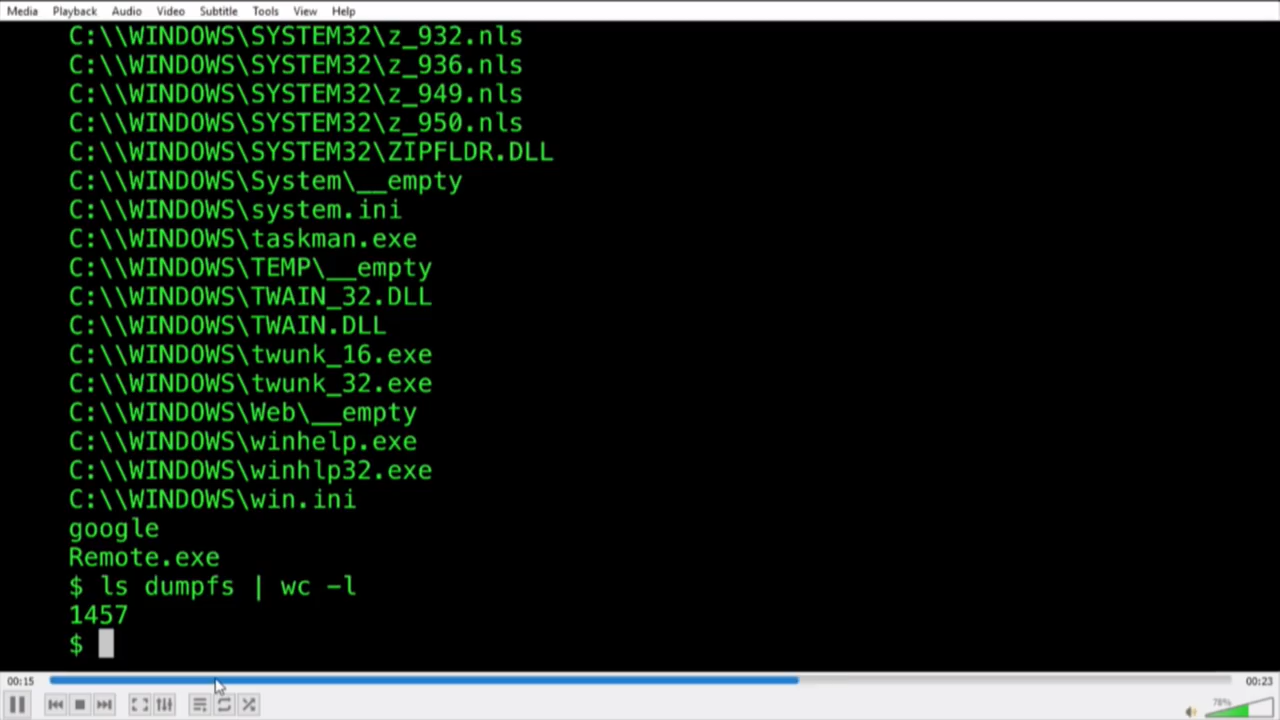 Media Playback Audio Video Subtitle Tools View Help
C:\\WINDOWS\SYSTEM32\z_932.nls
C:\\WINDOWS\SYSTEM32\z_936.nls
C:\\WINDOWS\SYSTEM32\z_949.nls
C:\\WINDOWS\SYSTEM32\z_950.nls
C:\\WINDOWS\SYSTEM32\ZIPFLDR.DLL
C:\\WINDOWS\System\__empty
C:\\WINDOWS\system.ini
C:\\WINDOWS\taskman.exe
C:\\WINDOWS\TEMP\__empty
C:\\WINDOWS\TWAIN_32.DLL
C:\\WINDOWS\TWAIN.DLL
C:\\WINDOWS\twunk_16.exe
C:\\WINDOWS\twunk_32.exe
C:\\WINDOWS\Web\__empty
C:\\WINDOWS\winhelp.exe
C:\\WINDOWS\winhlp32.exe
C:\\WINDOWS\win.ini
google
Remote.exe
$ ls dumpfs | wc -l
1457
$
00:15 00:23
78%